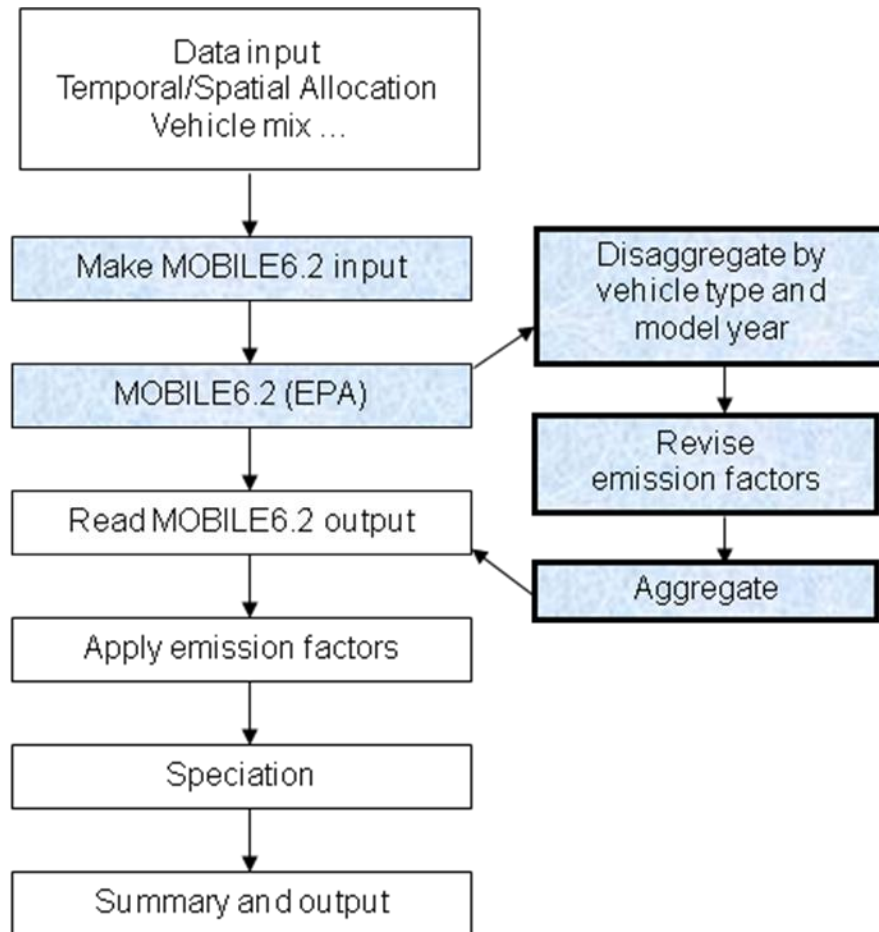 Data input
Temporal/Spatial Allocation
Vehicle mix ...
Make MOBILE6.2 input
MOBILE6.2 (EPA)
Disaggregate by
vehicle type and
model year
Revise
emission factors
Aggregate
Read MOBILE6.2 output
Apply emission factors
Speciation
Summary and output